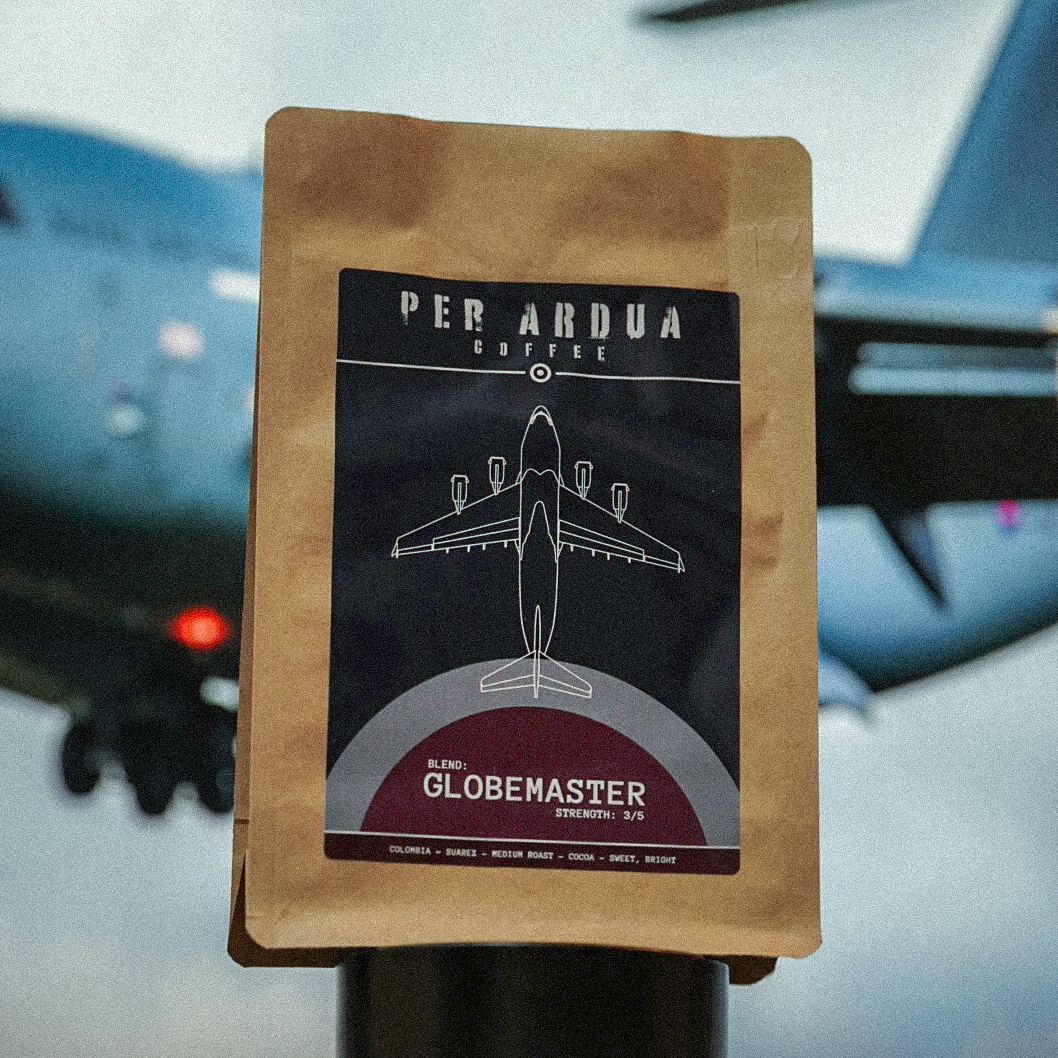 PER ARDUA
COFFEE
BLEND:
GLOBEMASTER
STRENGTH: 3/5
COLOMBIA – SUAREZ – MEDIUM ROAST – COCOA – SWEET, BRIGHT